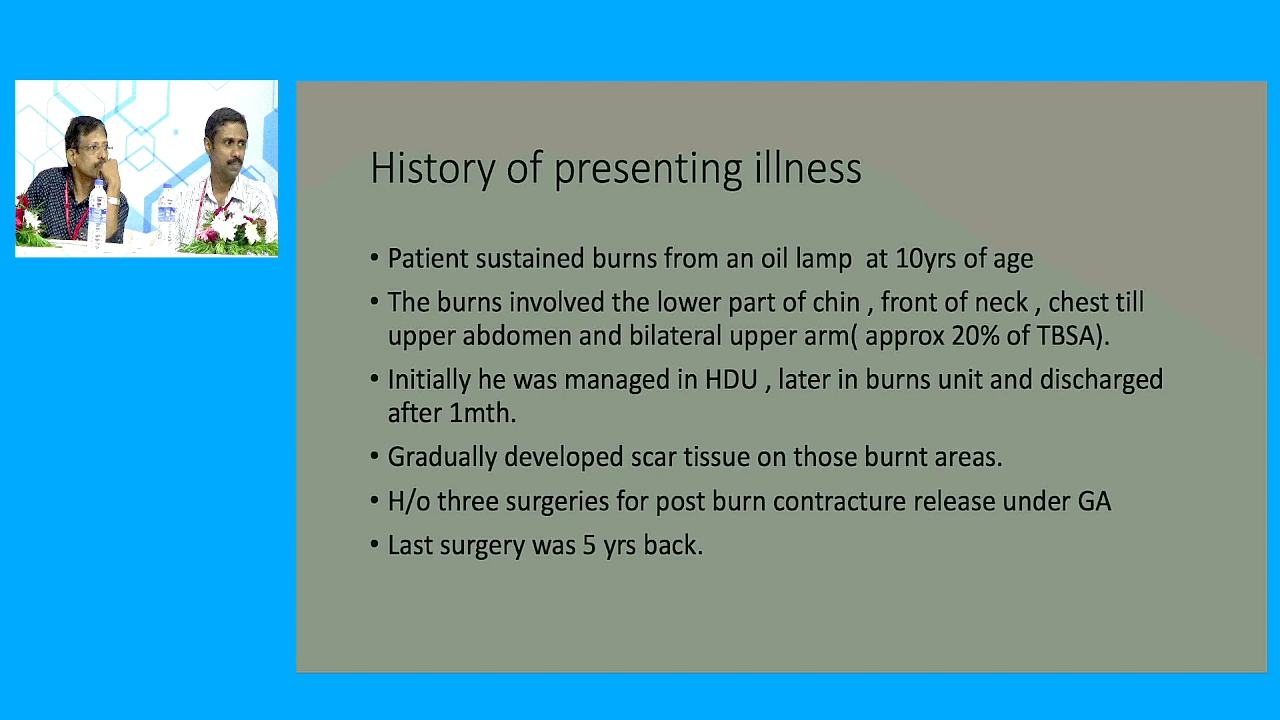 History of presenting illness
• Patient sustained burns from an oil lamp  at 10yrs of age
• The burns involved the lower part of chin , front of neck , chest till
upper abdomen and bilateral upper arm( approx 20% of TBSA).
• Initially he was managed in HDU , later in burns unit and discharged
after 1mth.
• Gradually developed scar tissue on those burnt areas.
• H/o three surgeries for post burn contracture release under GA
• Last surgery was 5 yrs back.